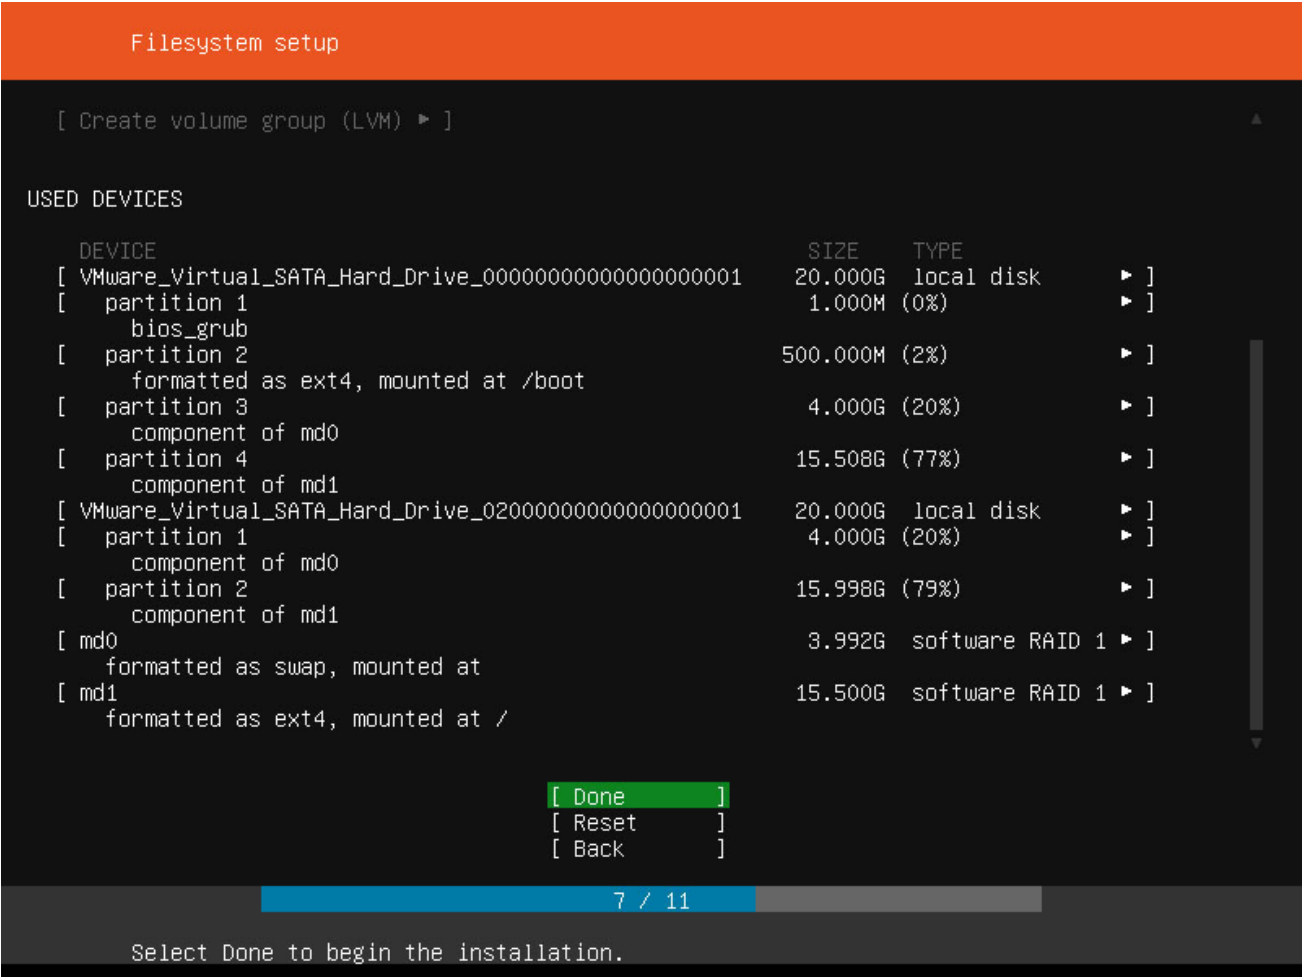 Filesystem setup
[ Create volume group (LVM) ▸ ]
USED DEVICES
DEVICE SIZE TYPE
[ VMware_Virtual_SATA_Hard_Drive_00000000000000000001 20.000G local disk ▸ ]
[ partition 1 1.000M (0%) ▸ ]
bios_grub
[ partition 2 500.000M (2%) ▸ ]
formatted as ext4, mounted at /boot
[ partition 3 4.000G (20%) ▸ ]
component of md0
[ partition 4 15.508G (77%) ▸ ]
component of md1
[ VMware_Virtual_SATA_Hard_Drive_02000000000000000001 20.000G local disk ▸ ]
[ partition 1 4.000G (20%) ▸ ]
component of md0
[ partition 2 15.998G (79%) ▸ ]
component of md1
[ md0 3.992G software RAID 1 ▸ ]
formatted as swap, mounted at
[ md1 15.500G software RAID 1 ▸ ]
formatted as ext4, mounted at /
[ Done ]
[ Reset ]
[ Back ]
7 / 11
Select Done to begin the installation.